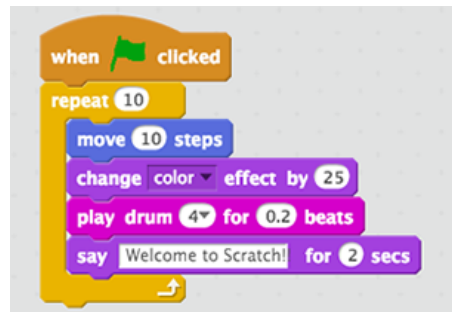 when clicked
repeat 10
move 10 steps
change color effect by 25
play drum 4 for 0.2 beats
say Welcome to Scratch! for 2 secs